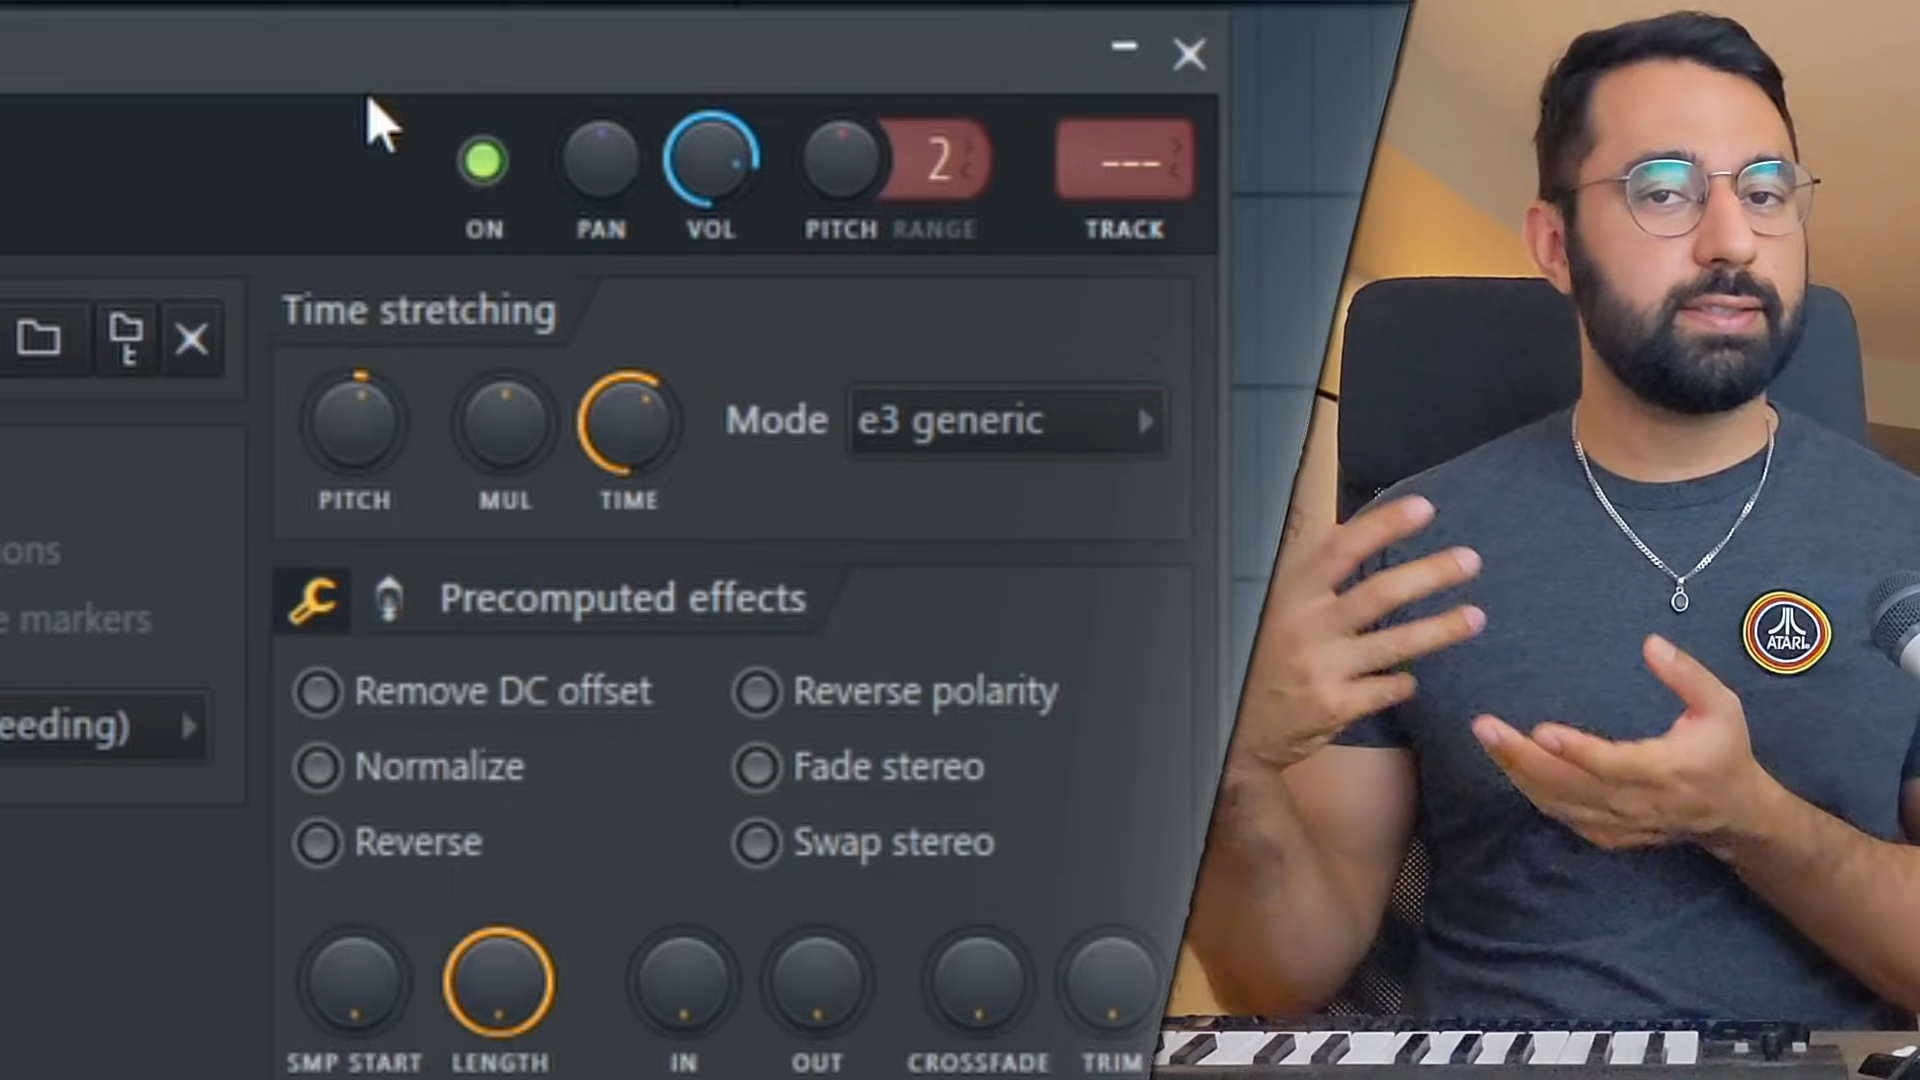 2
---
ON
PAN
VOL
PITCH
RANGE
TRACK
Time stretching
t
PITCH
MUL
TIME
Mode
e3 generic
ons
e markers
eeding)
Precomputed effects
Remove DC offset
Reverse polarity
Normalize
Fade stereo
Reverse
Swap stereo
SMP START
LENGTH
IN
OUT
CROSSFADE
TRIM
ATARI